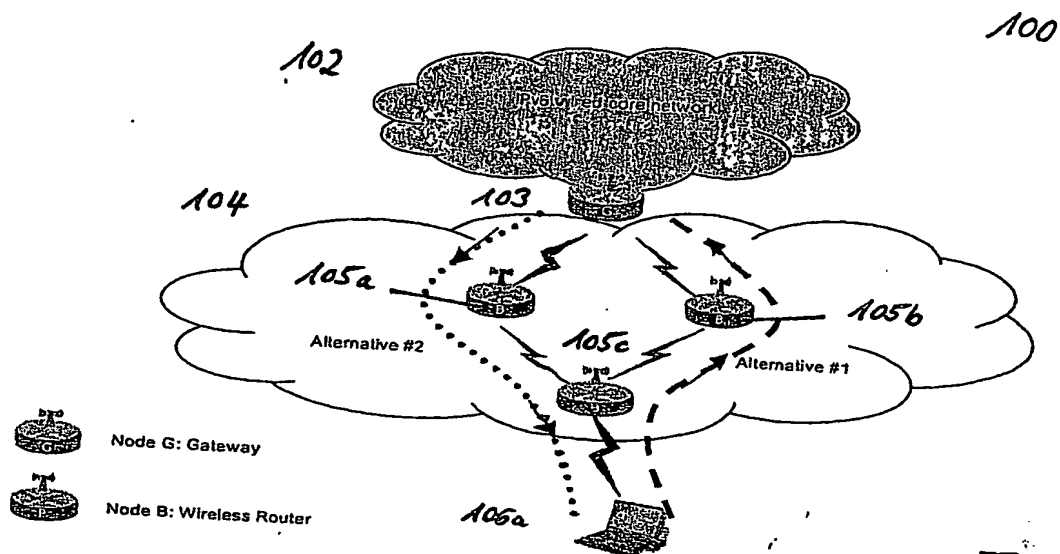 100
102
IP wired core network
104
103
G
105a
B
B
105b
105c
Alternative #2
Alternative #1
B
G
Node G: Gateway
Node B: Wireless Router
106a